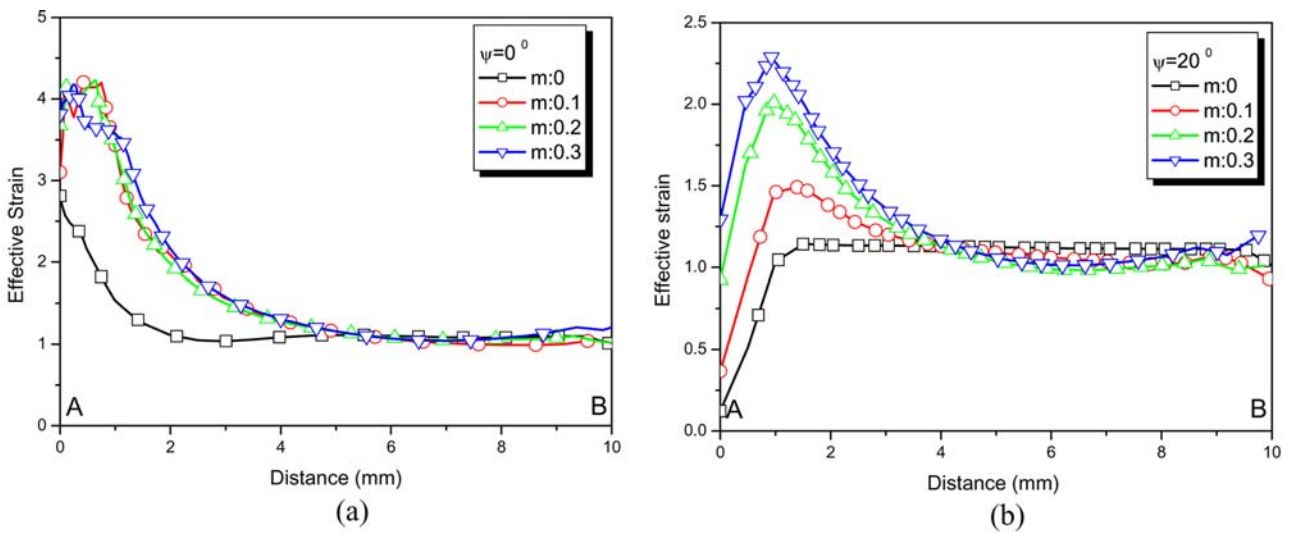 5
4
3
2
1
0
Effective Strain
ψ=0 0
m:0
m:0.1
m:0.2
m:0.3
A
B
0
2
4
6
8
10
Distance (mm)
(a)
2.5
2.0
1.5
1.0
0.5
0.0
Effective strain
ψ=20 0
m:0
m:0.1
m:0.2
m:0.3
A
B
0
2
4
6
8
10
Distance (mm)
(b)